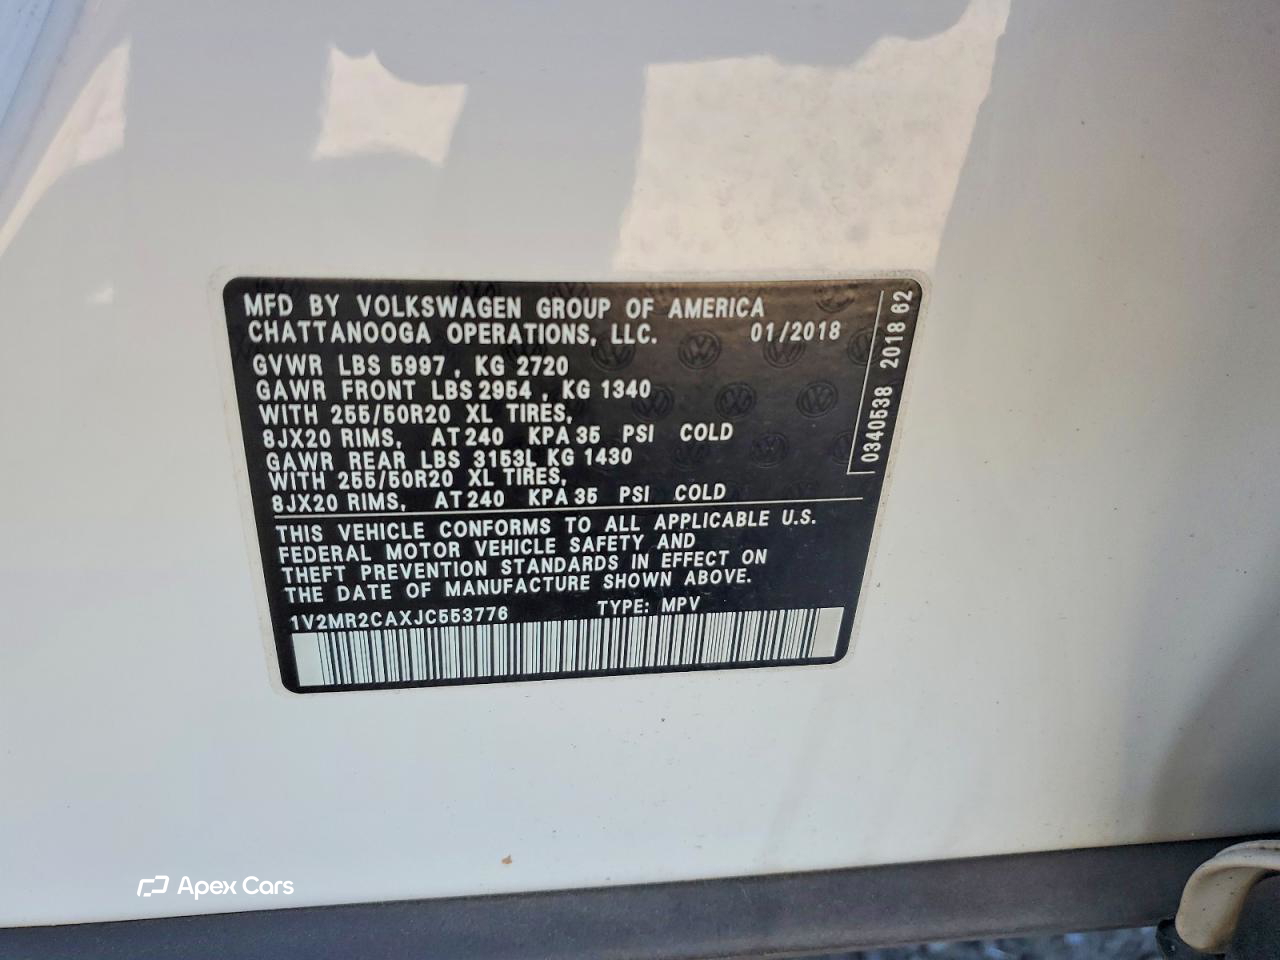 MFD BY VOLKSWAGEN GROUP OF AMERICA
CHATTANOOGA OPERATIONS, LLC. 01/2018
GVWR LBS 5997 , KG 2720
GAWR FRONT LBS 2954 , KG 1340
WITH 255/50R20 XL TIRES,
8JX20 RIMS, AT 240 KPA 35 PSI COLD
GAWR REAR LBS 3153L KG 1430
WITH 255/50R20 XL TIRES,
8JX20 RIMS, AT 240 KPA 35 PSI COLD
THIS VEHICLE CONFORMS TO ALL APPLICABLE U.S.
FEDERAL MOTOR VEHICLE SAFETY AND
THEFT PREVENTION STANDARDS IN EFFECT ON
THE DATE OF MANUFACTURE SHOWN ABOVE.
1V2MR2CAXJC553776 TYPE: MPV
0340538 2018 62
Apex Cars